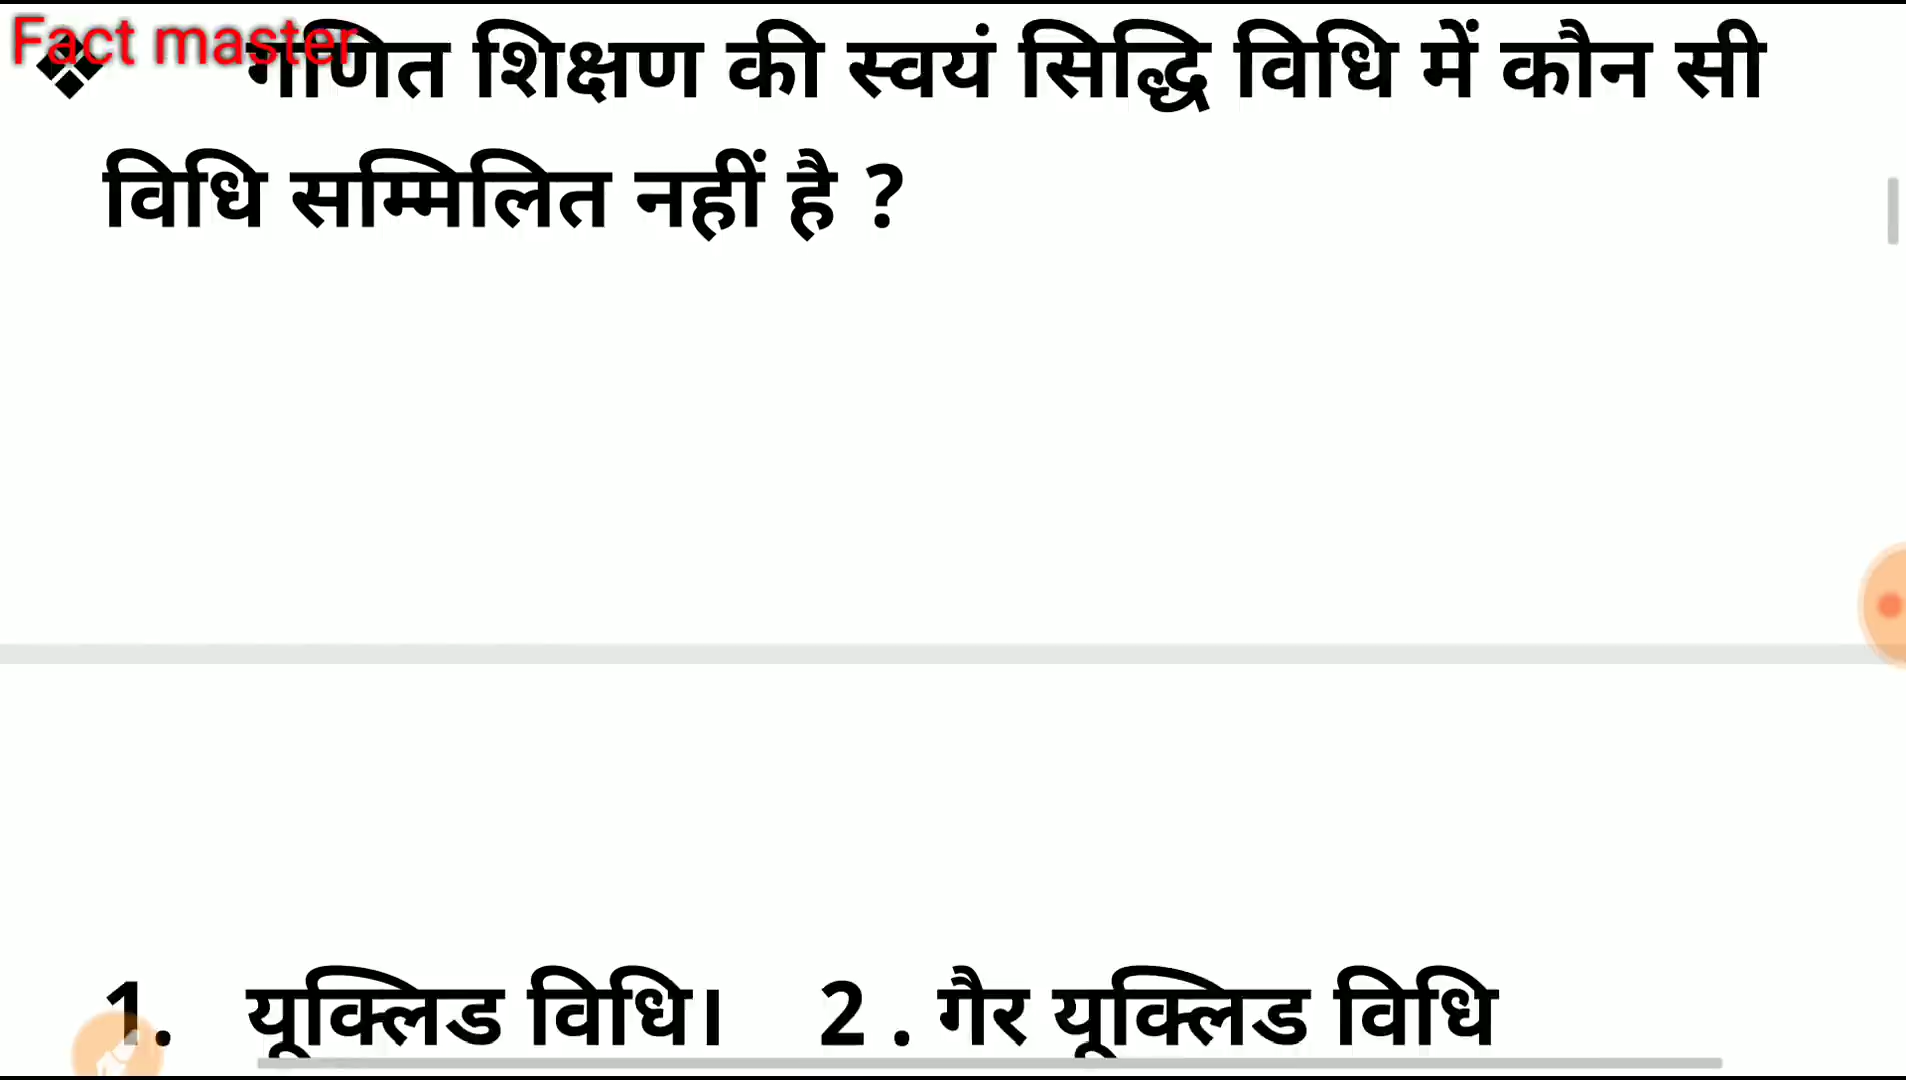 Fact master
❖ गणित शिक्षण की स्वयं सिद्धि विधि में कौन सी
विधि सम्मिलित नहीं है ?
1. यूक्लिड विधि। 2 . गैर यूक्लिड विधि